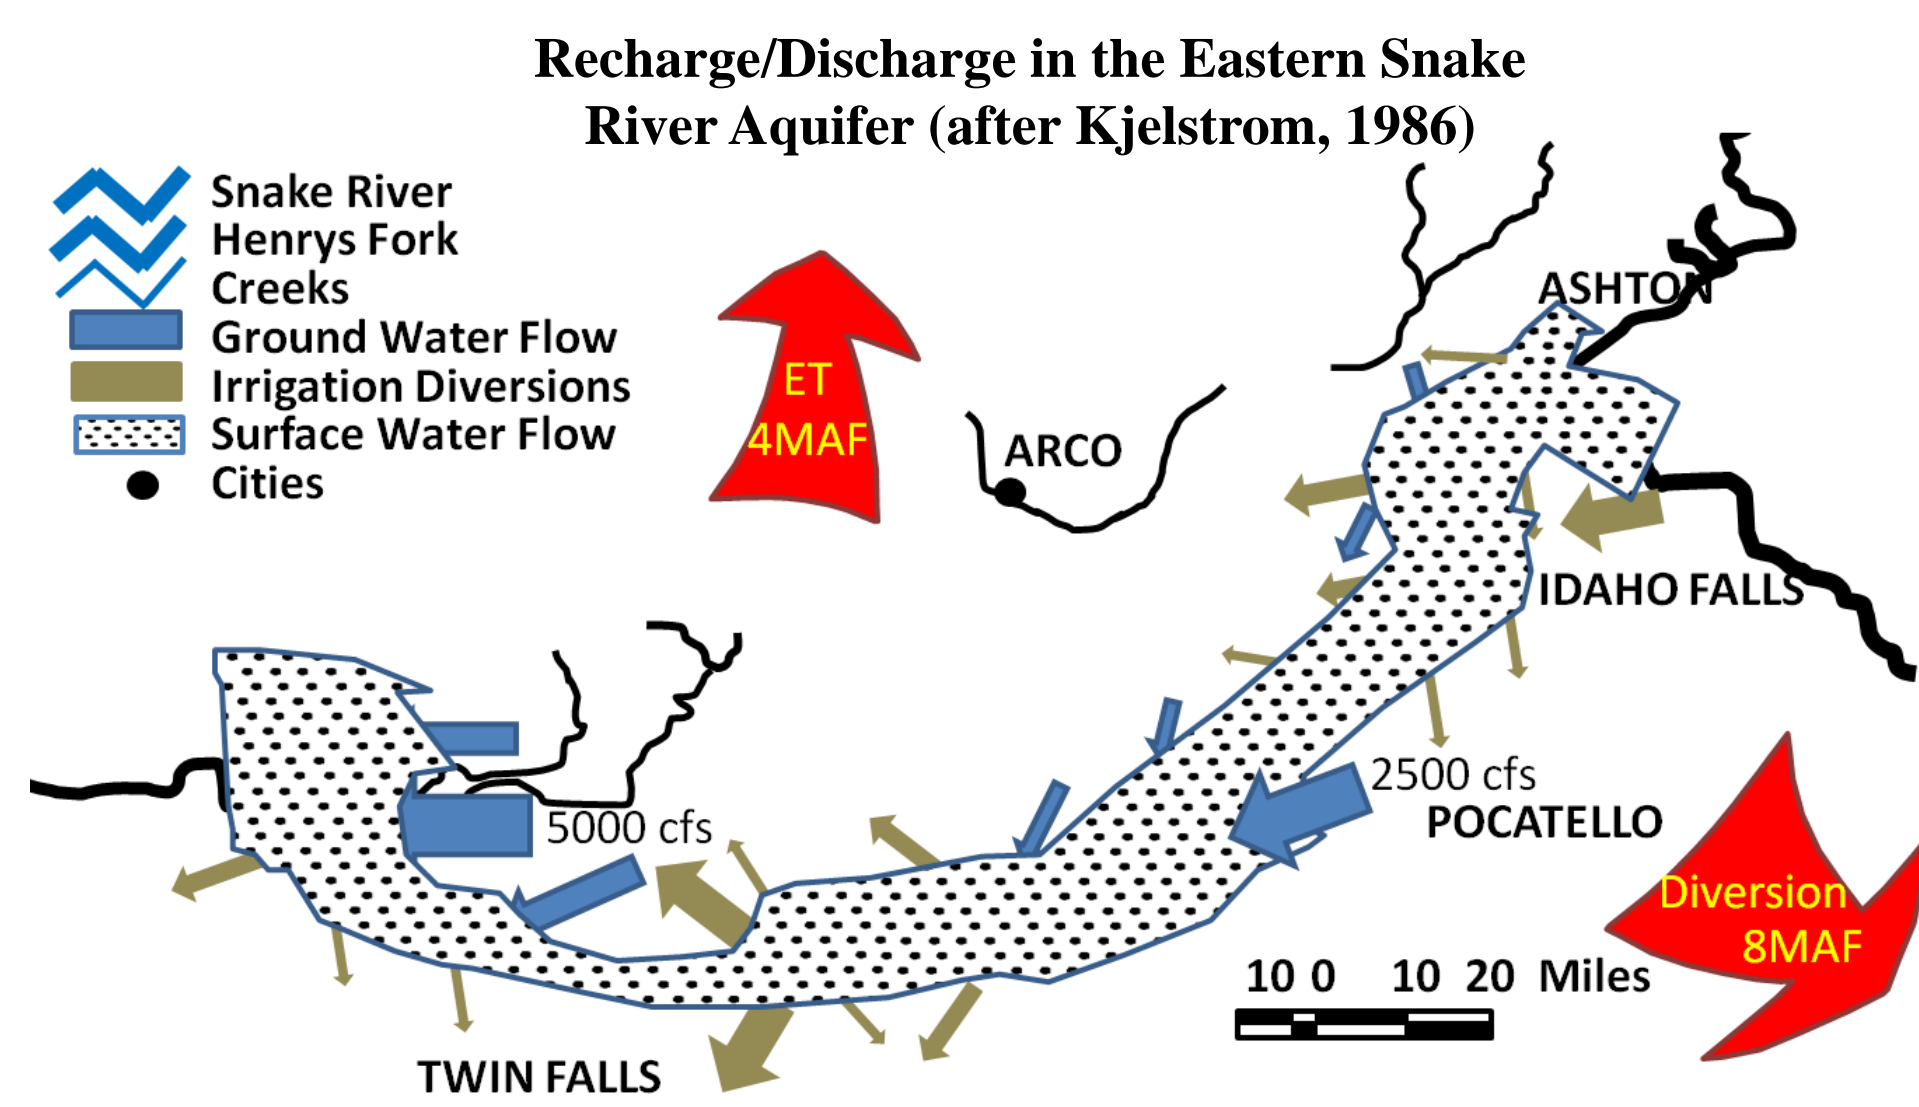 Recharge/Discharge in the Eastern Snake
River Aquifer (after Kjelstrom, 1986)
Snake River
Henrys Fork
Creeks
Ground Water Flow
Irrigation Diversions
Surface Water Flow
Cities
ET
4MAF
ARCO
ASHTON
IDAHO FALLS
2500 cfs
POCATELLO
5000 cfs
Diversion
8MAF
10 0 10 20 Miles
TWIN FALLS